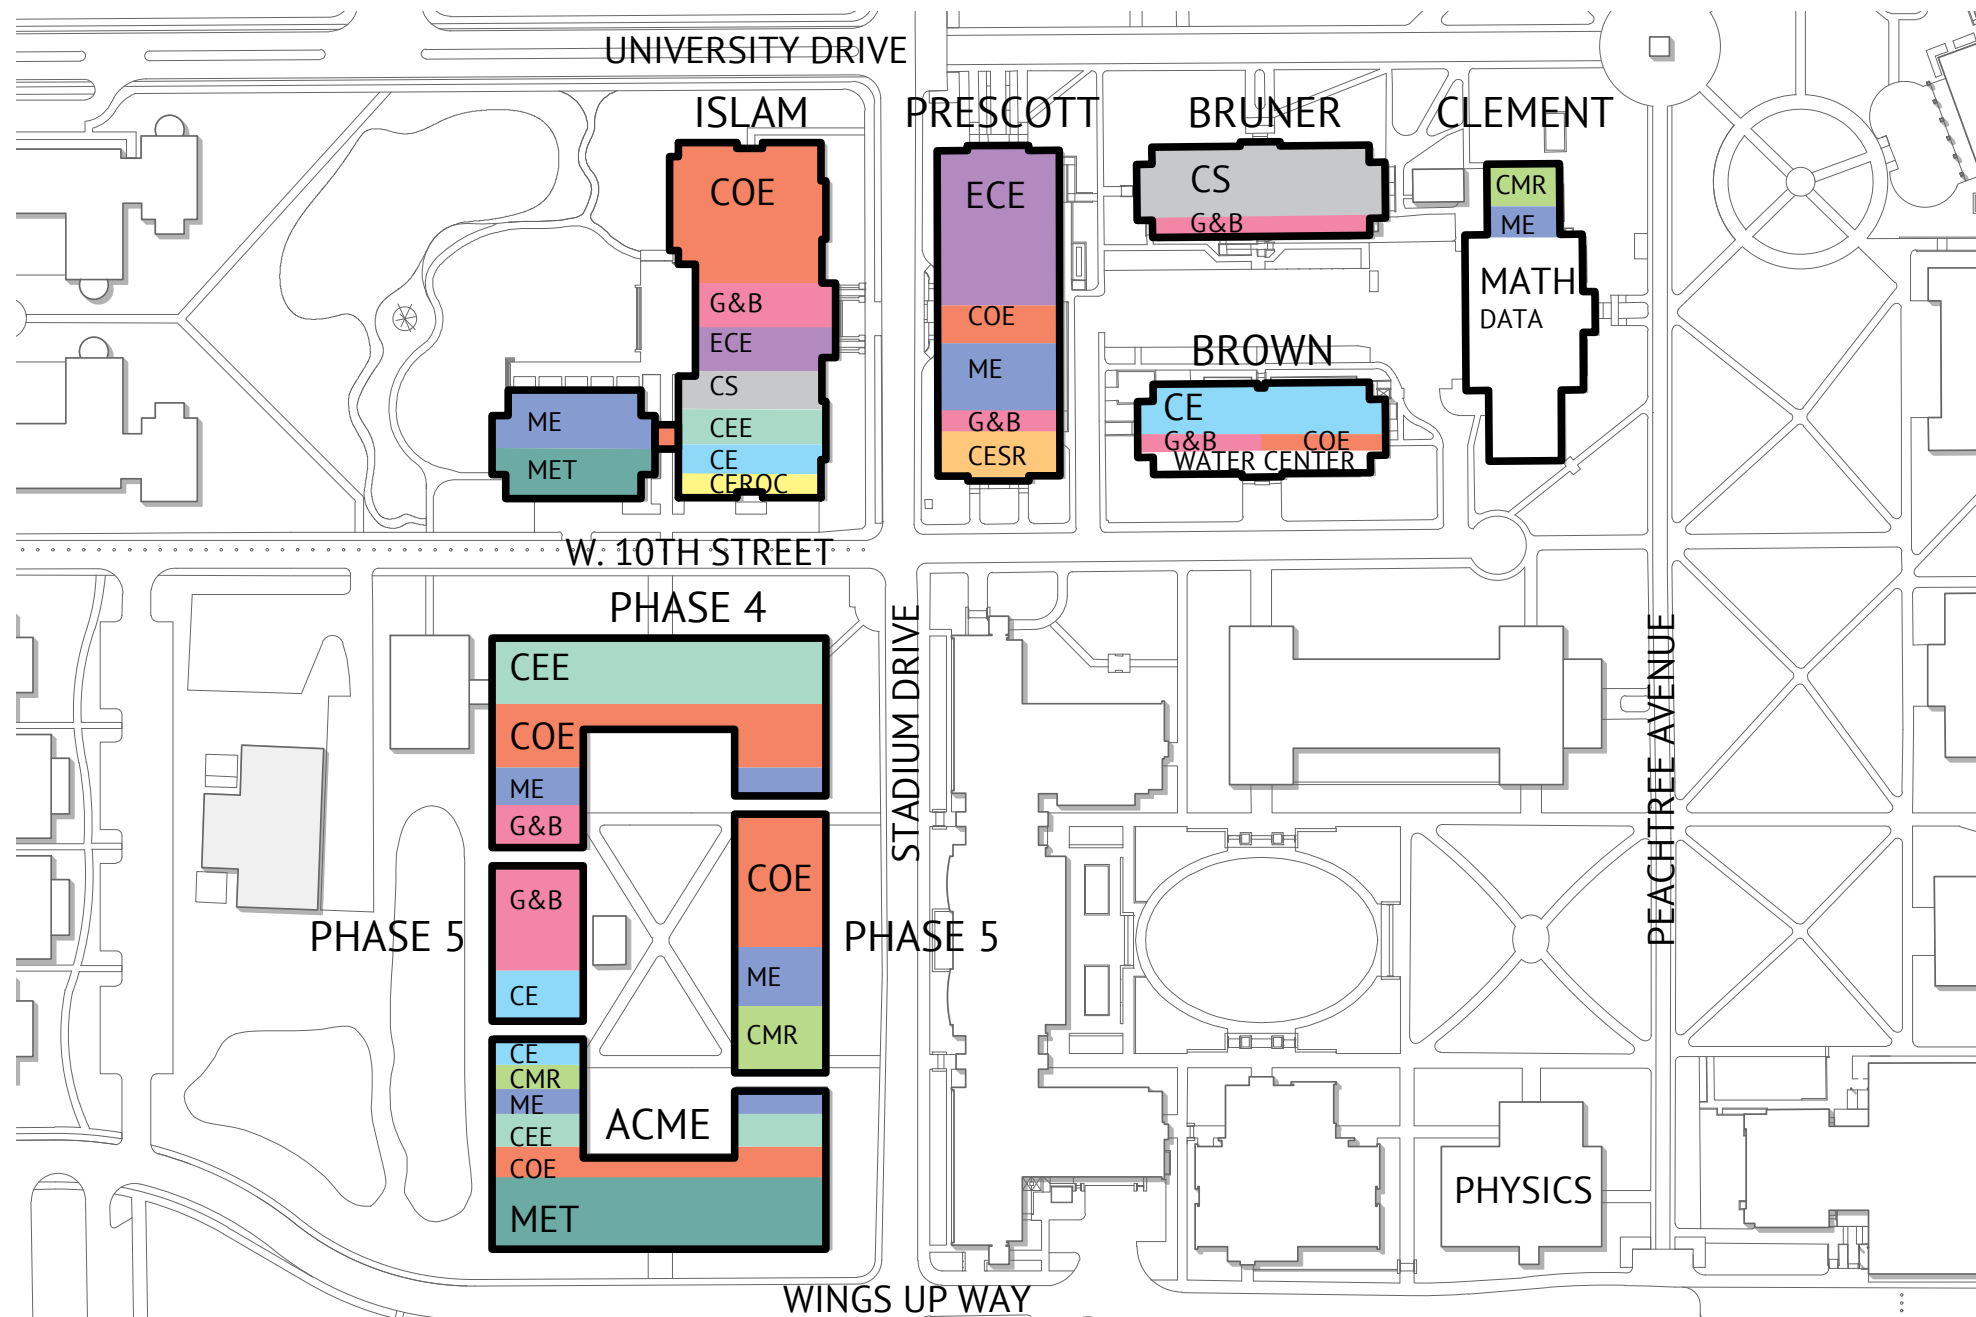 UNIVERSITY DRIVE
ISLAM
PRESCOTT
BRUNER
CLEMENT
COE
G&B
ECE
CS
CEE
CE
CEROC
ME
MET
ECE
COE
ME
G&B
CESR
CS
G&B
BROWN
CE
G&B
COE
WATER CENTER
CMR
ME
MATH
DATA
W. 10TH STREET
PHASE 4
CEE
COE
ME
G&B
STADIUM DRIVE
PEACHTREE AVENUE
PHASE 5
G&B
CE
COE
ME
CMR
PHASE 5
CE
CMR
ME
CEE
COE
MET
ACME
PHYSICS
WINGS UP WAY